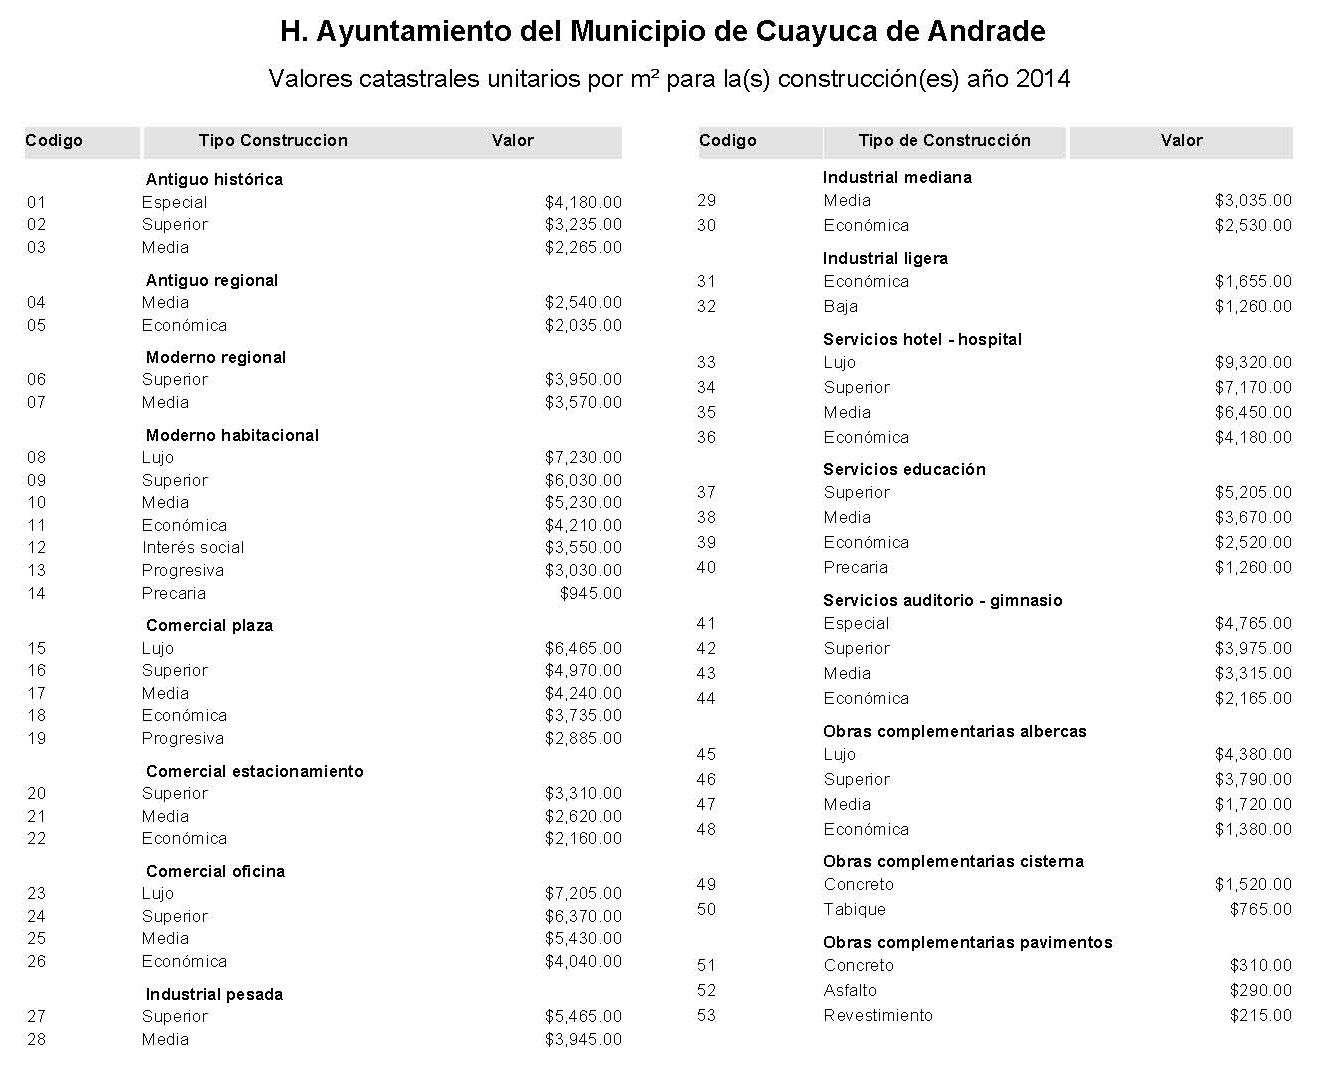 H. Ayuntamiento del Municipio de Cuayuca de Andrade
Valores catastrales unitarios por m² para la(s) construcción(es) año 2014
Codigo Tipo Construccion Valor
Antiguo histórica
01 Especial $4,180.00
02 Superior $3,235.00
03 Media $2,265.00
Antiguo regional
04 Media $2,540.00
05 Económica $2,035.00
Moderno regional
06 Superior $3,950.00
07 Media $3,570.00
Moderno habitacional
08 Lujo $7,230.00
09 Superior $6,030.00
10 Media $5,230.00
11 Económica $4,210.00
12 Interés social $3,550.00
13 Progresiva $3,030.00
14 Precaria $945.00
Comercial plaza
15 Lujo $6,465.00
16 Superior $4,970.00
17 Media $4,240.00
18 Económica $3,735.00
19 Progresiva $2,885.00
Comercial estacionamiento
20 Superior $3,310.00
21 Media $2,620.00
22 Económica $2,160.00
Comercial oficina
23 Lujo $7,205.00
24 Superior $6,370.00
25 Media $5,430.00
26 Económica $4,040.00
Industrial pesada
27 Superior $5,465.00
28 Media $3,945.00
Codigo Tipo de Construcción Valor
Industrial mediana
29 Media $3,035.00
30 Económica $2,530.00
Industrial ligera
31 Económica $1,655.00
32 Baja $1,260.00
Servicios hotel - hospital
33 Lujo $9,320.00
34 Superior $7,170.00
35 Media $6,450.00
36 Económica $4,180.00
Servicios educación
37 Superior $5,205.00
38 Media $3,670.00
39 Económica $2,520.00
40 Precaria $1,260.00
Servicios auditorio - gimnasio
41 Especial $4,765.00
42 Superior $3,975.00
43 Media $3,315.00
44 Económica $2,165.00
Obras complementarias albercas
45 Lujo $4,380.00
46 Superior $3,790.00
47 Media $1,720.00
48 Económica $1,380.00
Obras complementarias cisterna
49 Concreto $1,520.00
50 Tabique $765.00
Obras complementarias pavimentos
51 Concreto $310.00
52 Asfalto $290.00
53 Revestimiento $215.00